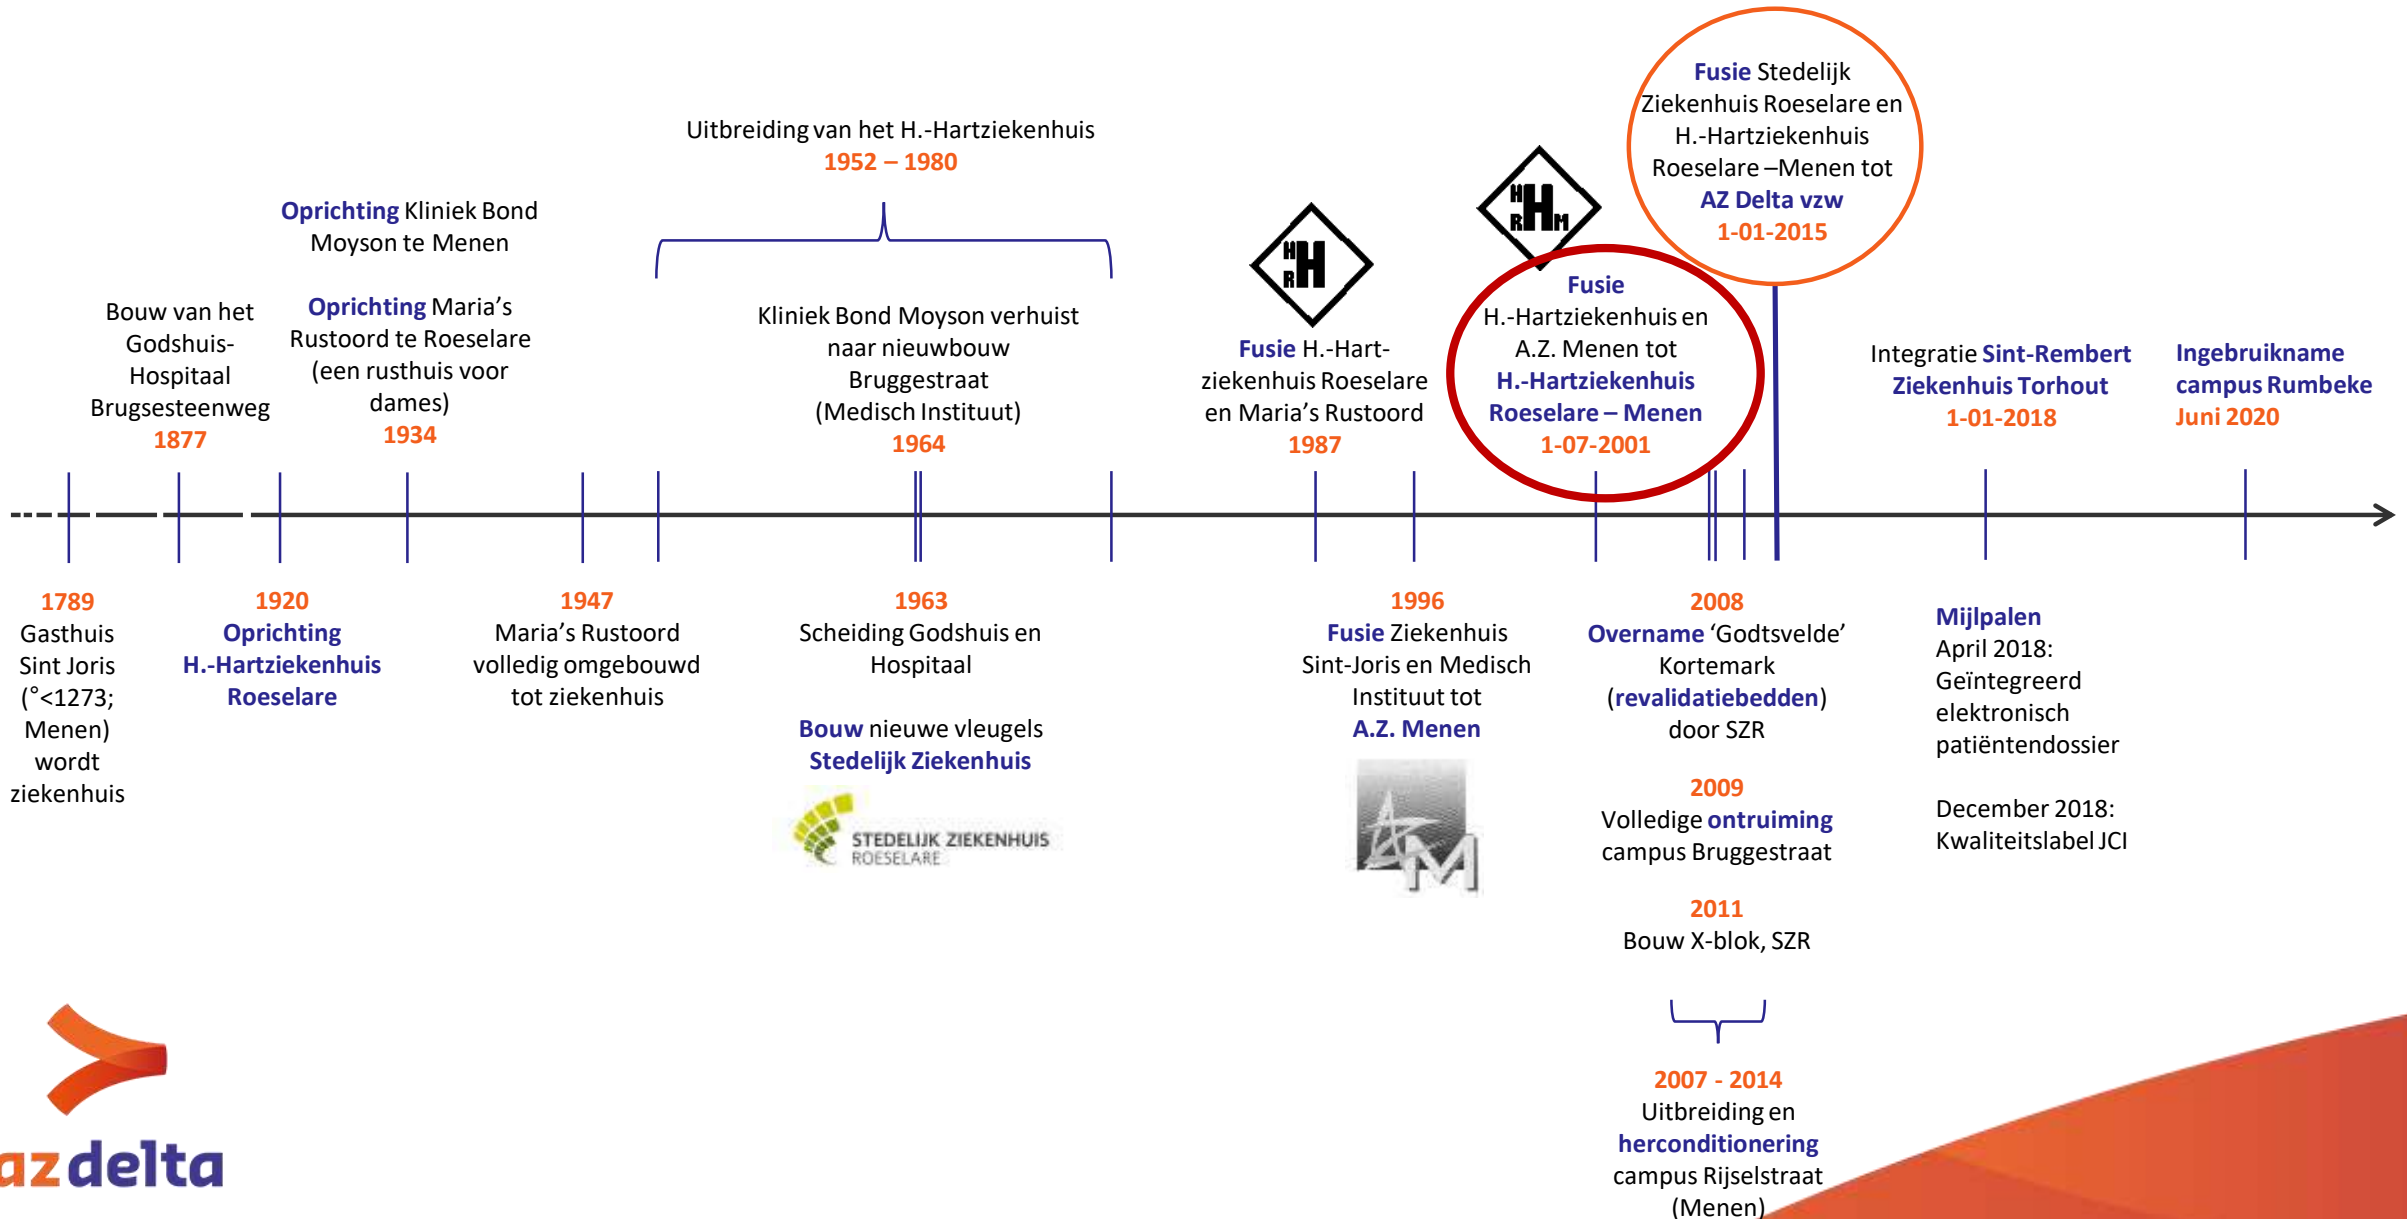 Fusie Stedelijk
Ziekenhuis Roeselare en
H.-Hartziekenhuis
Roeselare –Menen tot
AZ Delta vzw
1-01-2015
Uitbreiding van het H.-Hartziekenhuis
1952 – 1980
Oprichting Kliniek Bond
Moyson te Menen
Oprichting Maria's
Rustoord te Roeselare
(een rusthuis voor
dames)
1934
Bouw van het
Godshuis-
Hospitaal
Brugsesteenweg
1877
Kliniek Bond Moyson verhuist
naar nieuwbouw
Bruggestraat
(Medisch Instituut)
1964
H H
R
Fusie H.-Hart-
ziekenhuis Roeselare
en Maria's Rustoord
1987
H H
R M
Fusie
H.-Hartziekenhuis en
A.Z. Menen tot
H.-Hartziekenhuis
Roeselare – Menen
1-07-2001
Integratie Sint-Rembert
Ziekenhuis Torhout
1-01-2018
Ingebruikname
campus Rumbeke
Juni 2020
1789
Gasthuis
Sint Joris
(°<1273;
Menen)
wordt
ziekenhuis
1920
Oprichting
H.-Hartziekenhuis
Roeselare
1947
Maria's Rustoord
volledig omgebouwd
tot ziekenhuis
1963
Scheiding Godshuis en
Hospitaal
Bouw nieuwe vleugels
Stedelijk Ziekenhuis
STEDELIJK ZIEKENHUIS
ROESELARE
1996
Fusie Ziekenhuis
Sint-Joris en Medisch
Instituut tot
A.Z. Menen
AM
2008
Overname 'Godtsvelde'
Kortemark
(revalidatiebedden)
door SZR
2009
Volledige ontruiming
campus Bruggestraat
2011
Bouw X-blok, SZR
2007 - 2014
Uitbreiding en
herconditionering
campus Rijselstraat
(Menen)
Mijlpalen
April 2018:
Geïntegreerd
elektronisch
patiëntendossier
December 2018:
Kwaliteitslabel JCI
az delta